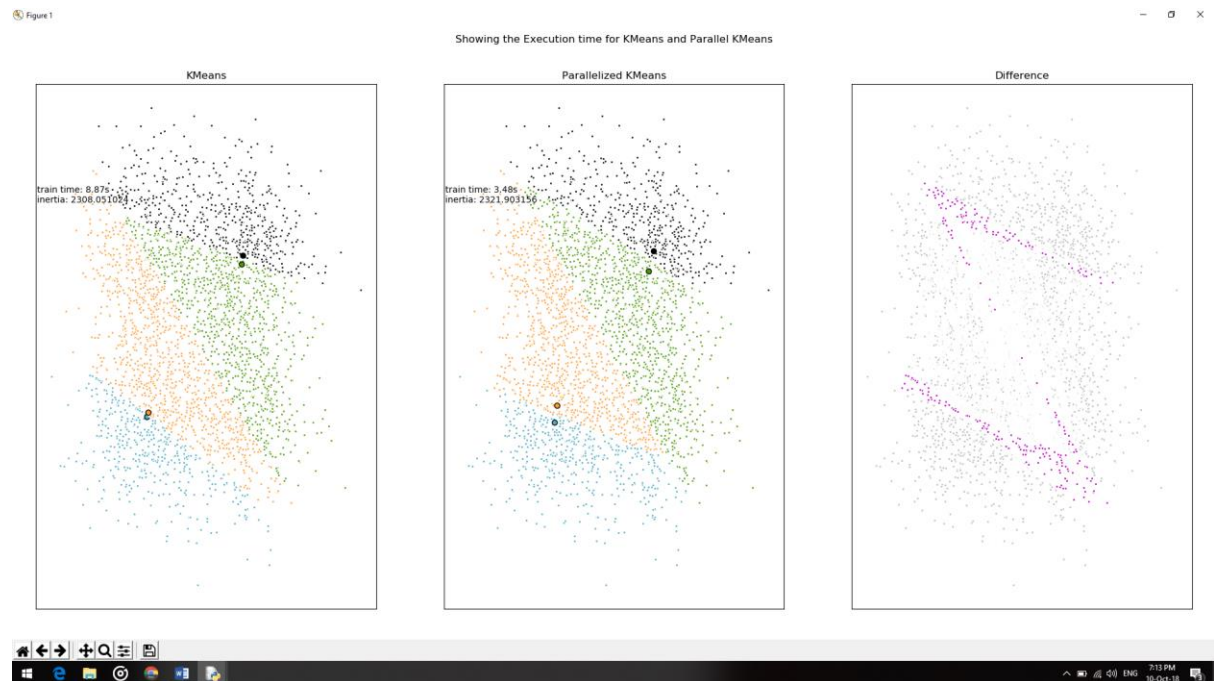 Figure 1
Showing the Execution time for KMeans and Parallel KMeans
KMeans
Parallelized KMeans
Difference
train time: 8.87s
inertia: 2308.051024
train time: 3.48s
inertia: 2321.903156
ENG
7:13 PM
10-Oct-18